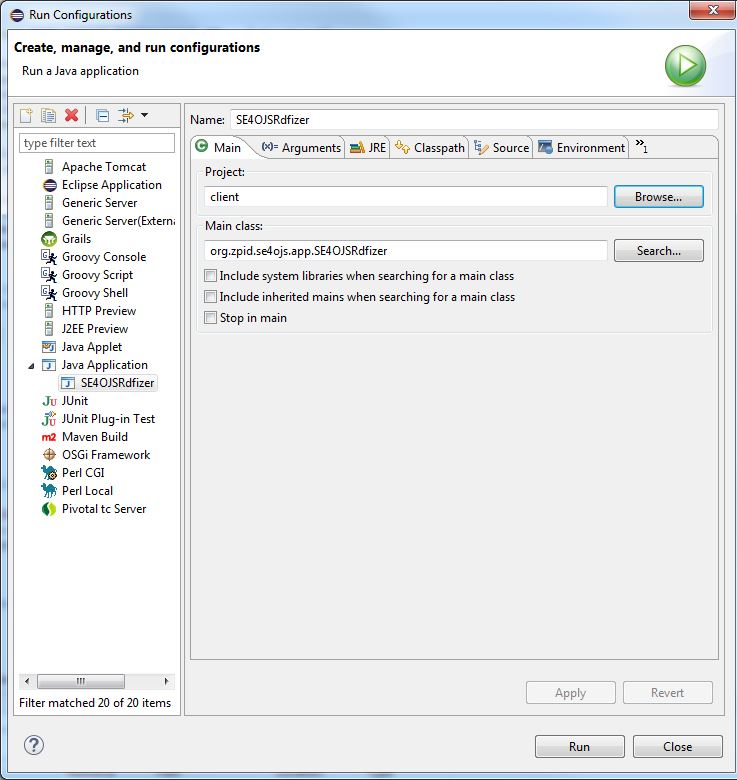 Run Configurations
Create, manage, and run configurations
Run a Java application
type filter text
Apache Tomcat
Eclipse Application
Generic Server
Generic Server(Externa
Grails
Groovy Console
Groovy Script
Groovy Shell
HTTP Preview
J2EE Preview
Java Applet
Java Application
SE4OJSRdfizer
JUnit
JUnit Plug-in Test
m2 Maven Build
OSGi Framework
Perl CGI
Perl Local
Pivotal tc Server
Filter matched 20 of 20 items
Name: SE4OJSRdfizer
Main (x)= Arguments JRE Classpath Source Environment »1
Project:
client Browse...
Main class:
org.zpid.se4ojs.app.SE4OJSRdfizer Search...
Include system libraries when searching for a main class
Include inherited mains when searching for a main class
Stop in main
Apply Revert
? Run Close